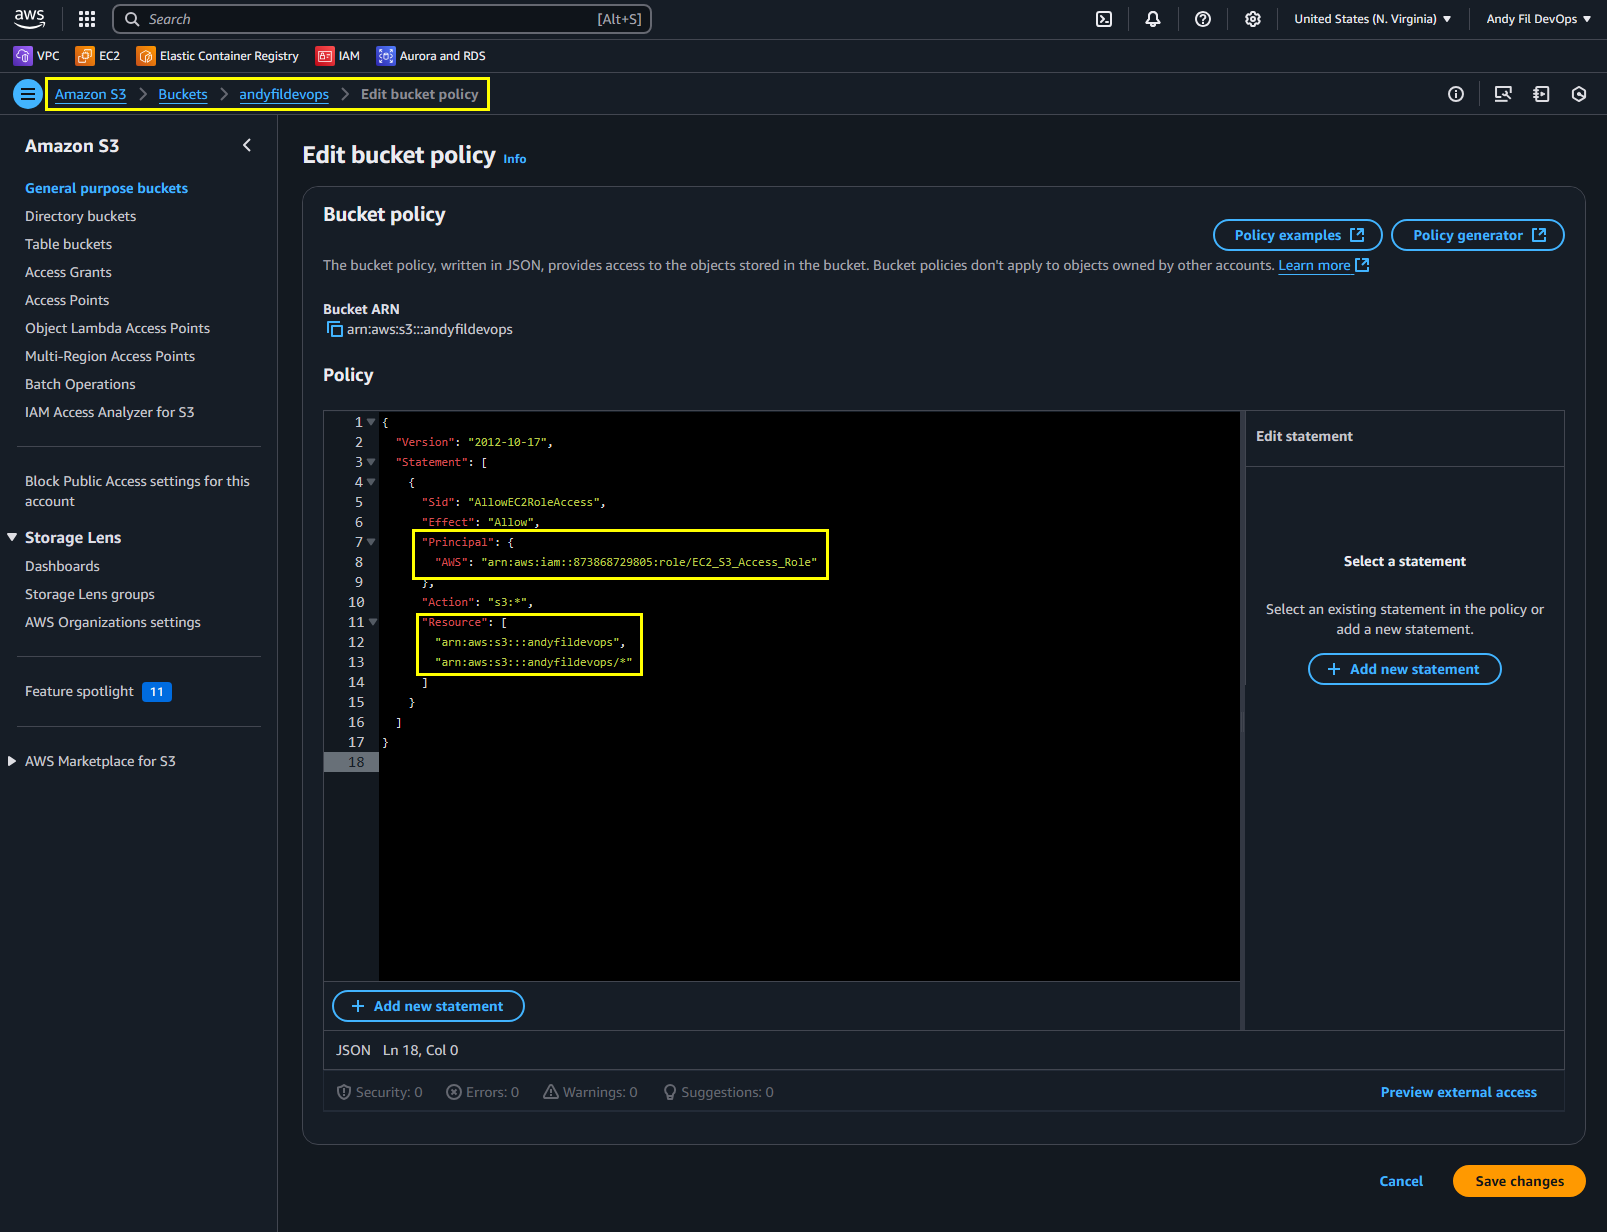 aws
Search [Alt+S]
United States (N. Virginia)
Andy Fil DevOps
VPC
EC2
Elastic Container Registry
IAM
Aurora and RDS
Amazon S3
Buckets
andyfildevops
Edit bucket policy
Amazon S3
General purpose buckets
Directory buckets
Table buckets
Access Grants
Access Points
Object Lambda Access Points
Multi-Region Access Points
Batch Operations
IAM Access Analyzer for S3
Block Public Access settings for this
account
Storage Lens
Dashboards
Storage Lens groups
AWS Organizations settings
Feature spotlight 11
AWS Marketplace for S3
Edit bucket policy Info
Bucket policy
Policy examples
Policy generator
The bucket policy, written in JSON, provides access to the objects stored in the bucket. Bucket policies don't apply to objects owned by other accounts. Learn more
Bucket ARN
arn:aws:s3:::andyfildevops
Policy
1 {
2 "Version": "2012-10-17",
3 "Statement": [
4 {
5 "Sid": "AllowEC2RoleAccess",
6 "Effect": "Allow",
7 "Principal": {
8 "AWS": "arn:aws:iam::873868729805:role/EC2_S3_Access_Role"
9 },
10 "Action": "s3:*",
11 "Resource": [
12 "arn:aws:s3:::andyfildevops",
13 "arn:aws:s3:::andyfildevops/*"
14 ]
15 }
16 ]
17 }
18
Edit statement
Select a statement
Select an existing statement in the policy or
add a new statement.
+ Add new statement
+ Add new statement
JSON Ln 18, Col 0
Security: 0
Errors: 0
Warnings: 0
Suggestions: 0
Preview external access
Cancel
Save changes